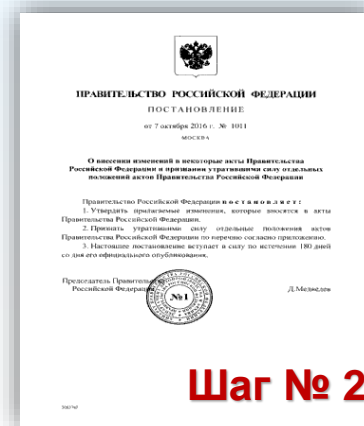 ПРАВИТЕЛЬСТВО РОССИЙСКОЙ ФЕДЕРАЦИИ
ПОСТАНОВЛЕНИЕ
от 7 октября 2016 г. № 1011
МОСКВА
О внесении изменений в некоторые акты Правительства
Российской Федерации и признании утратившими силу отдельных
положений актов Правительства Российской Федерации
Правительство Российской Федерации постановляет:
1. Утвердить прилагаемые изменения, которые вносятся в акты
Правительства Российской Федерации.
2. Признать утратившими силу отдельные положения актов
Правительства Российской Федерации по перечню согласно приложению.
3. Настоящее постановление вступает в силу по истечении 180 дней
со дня его официального опубликования.
Председатель Правительства
Российской Федерации
№1
Д.Медведев
Шаг № 2